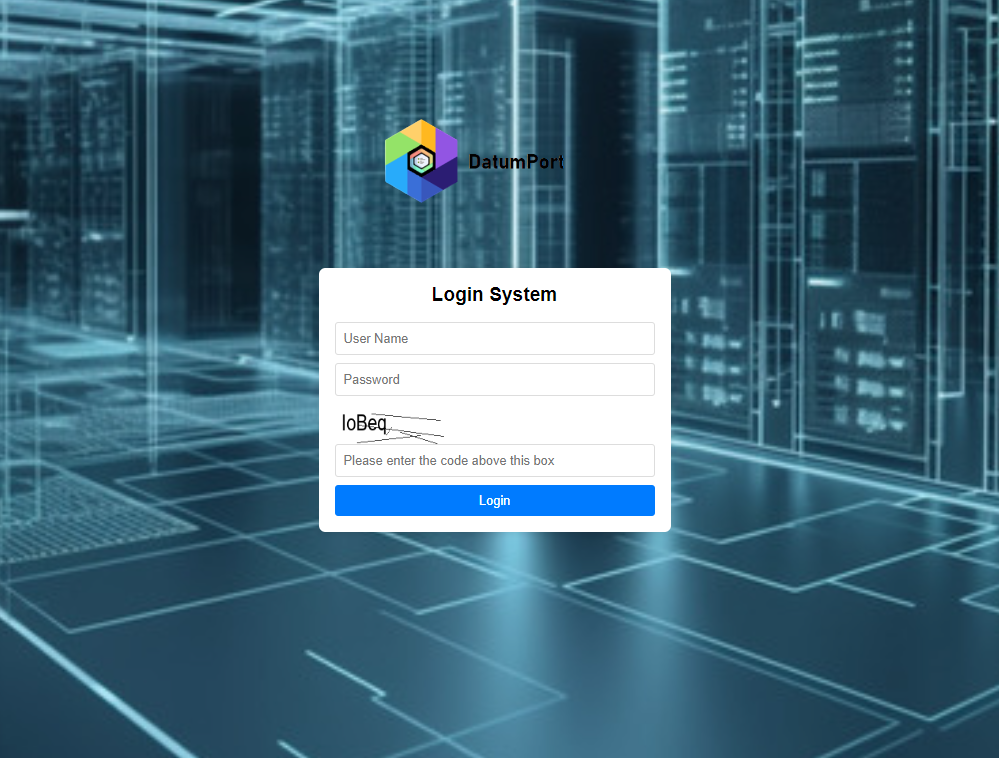 DatumPort
Login System
User Name
Password
loBeq
Please enter the code above this box
Login